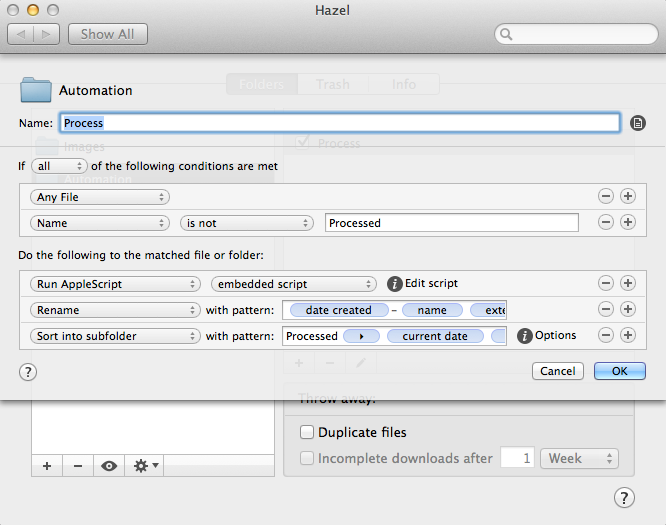 Hazel
Show All
Automation
Folders Trash Info
Name: Process
Images
Process
Automation
If all of the following conditions are met
Any File
Name is not Processed
Do the following to the matched file or folder:
Run AppleScript embedded script i Edit script
Rename with pattern: date created – name exte
Sort into subfolder with pattern: Processed current date i Options
+ −
? Cancel OK
Throw away:
Duplicate files
Incomplete downloads after 1 Week
+ −
?